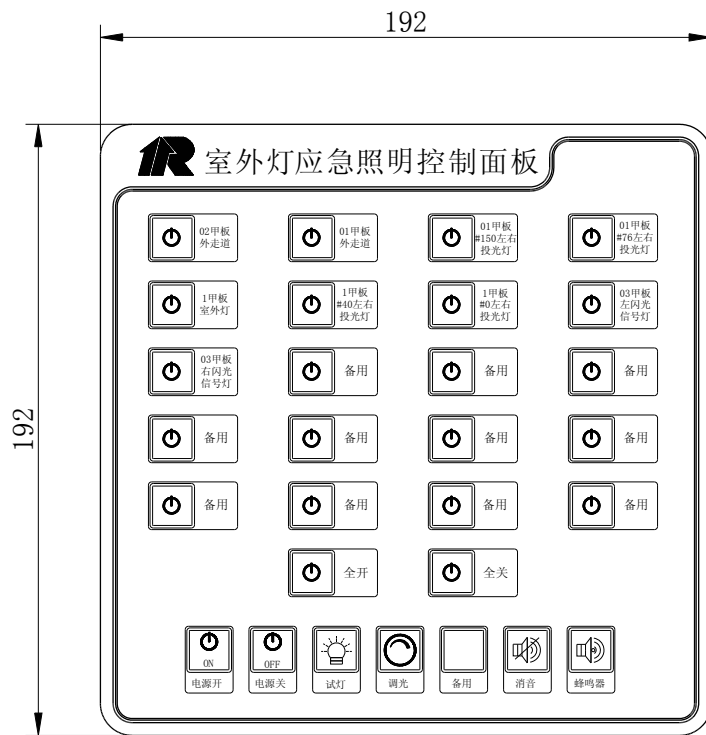 192
192
室外灯应急照明控制面板
02甲板
外走道
01甲板
外走道
01甲板
#150左右
投光灯
01甲板
#76左右
投光灯
1甲板
室外灯
1甲板
#40左右
投光灯
1甲板
#0左右
投光灯
03甲板
左闪光
信号灯
03甲板
右闪光
信号灯
备用
备用
备用
备用
备用
备用
备用
备用
备用
备用
备用
全开
全关
ON
电源开
OFF
电源关
试灯
调光
备用
消音
蜂鸣器